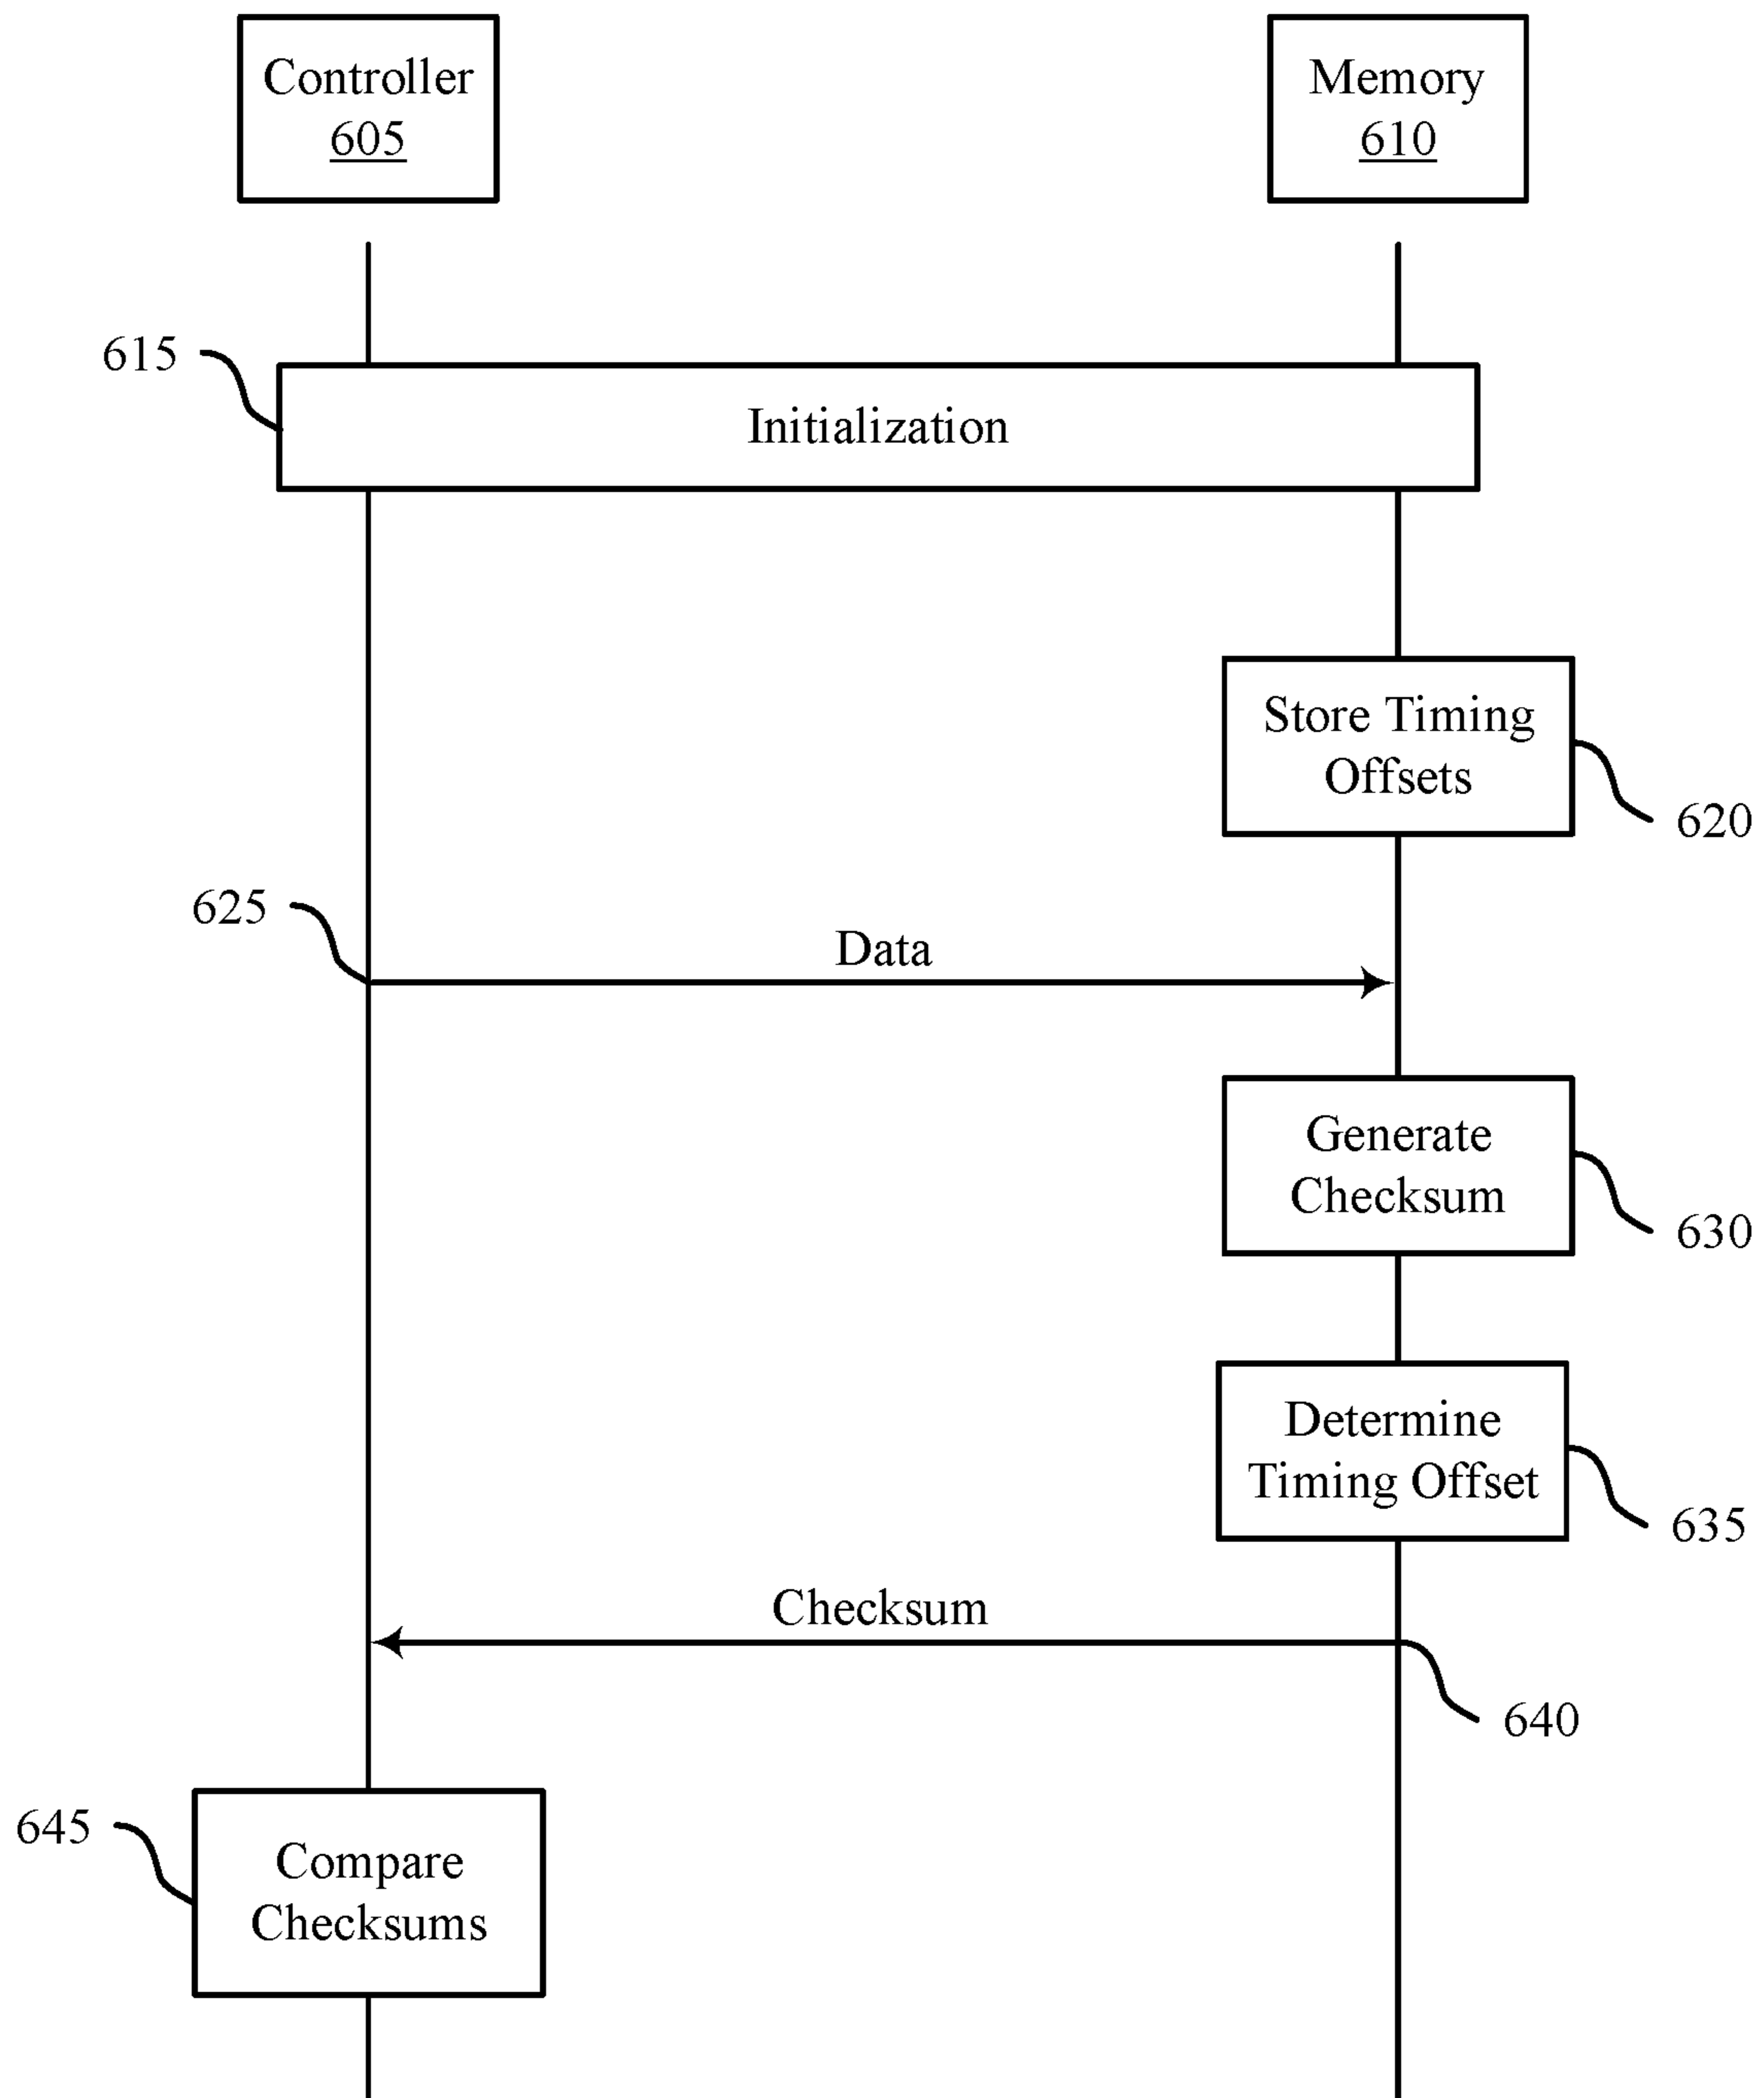 Controller
605
Memory
610
615
Initialization
Store Timing
Offsets
620
625
Data
Generate
Checksum
630
Determine
Timing Offset
635
Checksum
640
645
Compare
Checksums